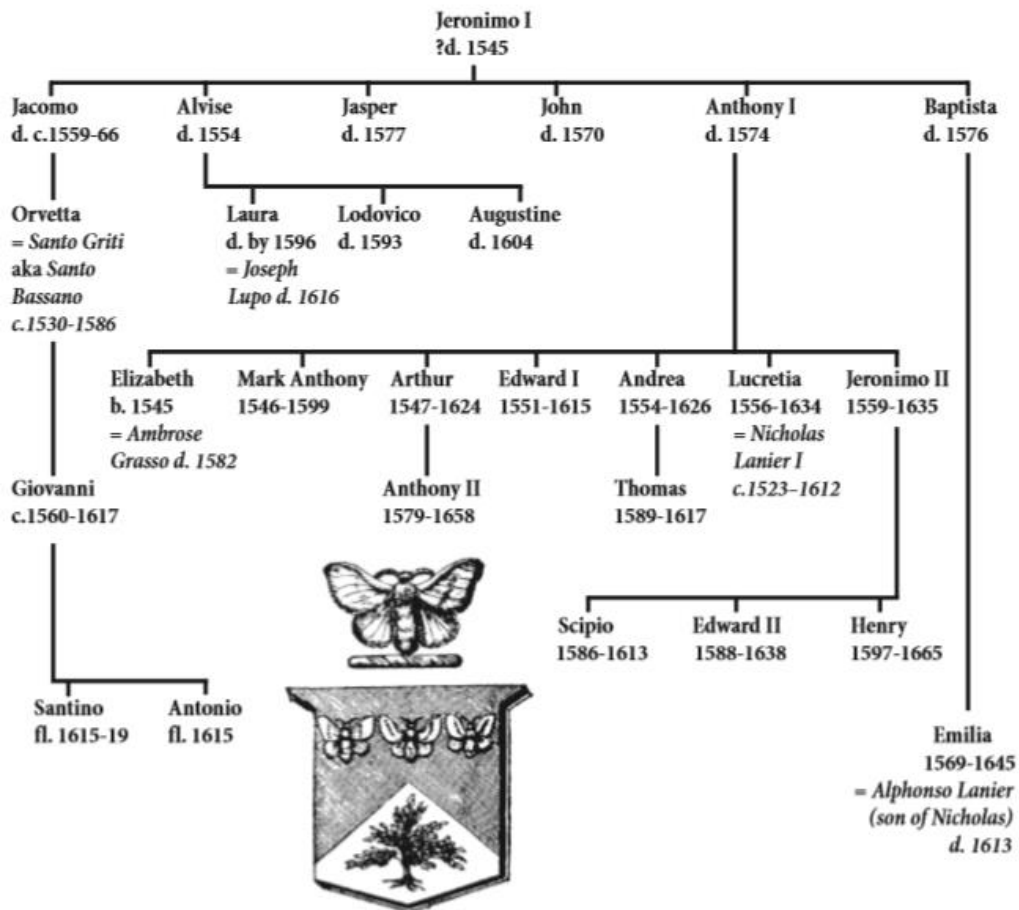 Jeronimo I
?d. 1545
Jacomo
d. c.1559-66
Alvise
d. 1554
Jasper
d. 1577
John
d. 1570
Anthony I
d. 1574
Baptista
d. 1576
Orvetta
= Santo Griti
aka Santo
Bassano
c.1530-1586
Laura
d. by 1596
= Joseph
Lupo d. 1616
Lodovico
d. 1593
Augustine
d. 1604
Elizabeth
b. 1545
= Ambrose
Grasso d. 1582
Mark Anthony
1546-1599
Arthur
1547-1624
Edward I
1551-1615
Andrea
1554-1626
Lucretia
1556-1634
= Nicholas
Lanier I
c.1523–1612
Jeronimo II
1559-1635
Giovanni
c.1560-1617
Anthony II
1579-1658
Thomas
1589-1617
Scipio
1586-1613
Edward II
1588-1638
Henry
1597-1665
Santino
fl. 1615-19
Antonio
fl. 1615
Emilia
1569-1645
= Alphonso Lanier
(son of Nicholas)
d. 1613